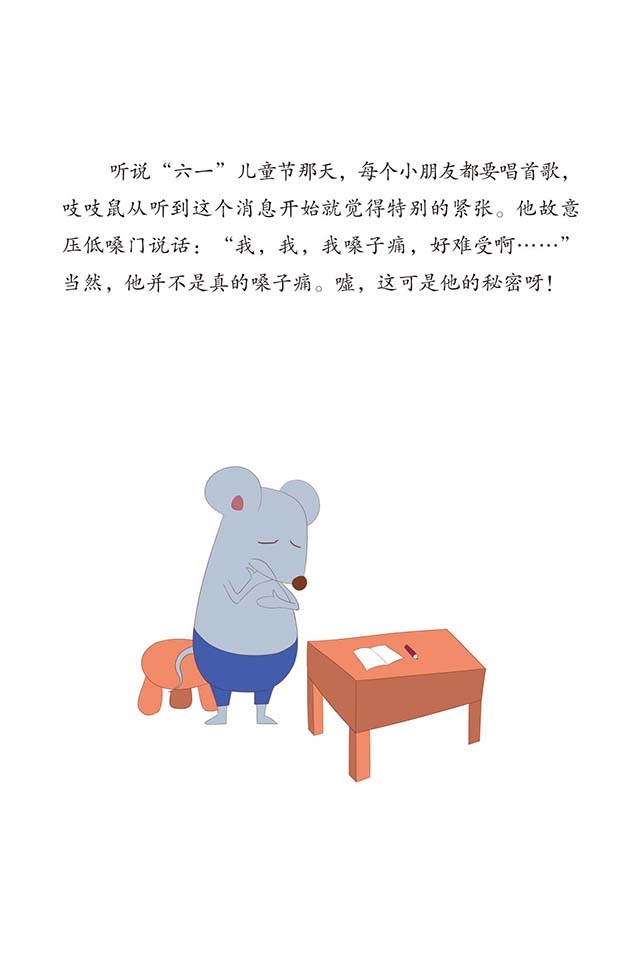 听说“六一”儿童节那天，每个小朋友都要唱首歌，
吱吱鼠从听到这个消息开始就觉得特别的紧张。他故意
压低嗓门说话：“我，我，我嗓子痛，好难受啊……”
当然，他并不是真的嗓子痛。嘘，这可是他的秘密呀！